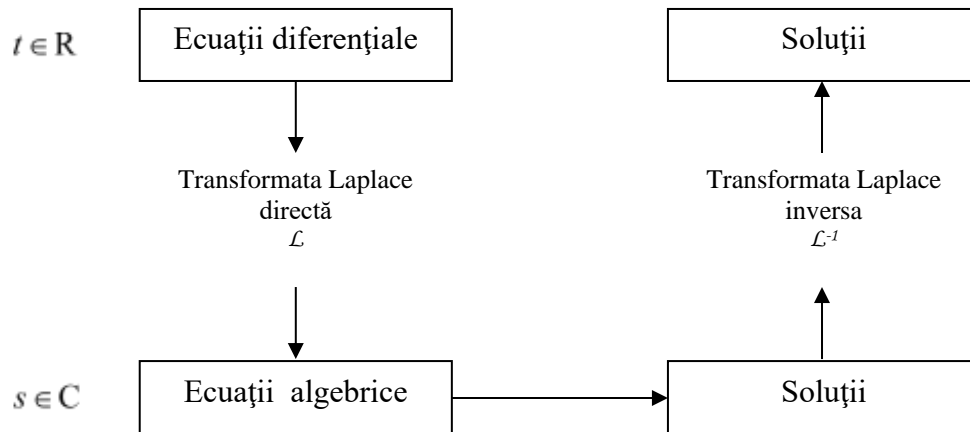 t ∈ R
Ecuaţii diferenţiale
Soluţii
Transformata Laplace
directă
ℒ
Transformata Laplace
inversa
ℒ⁻¹
s ∈ C
Ecuaţii algebrice
Soluţii